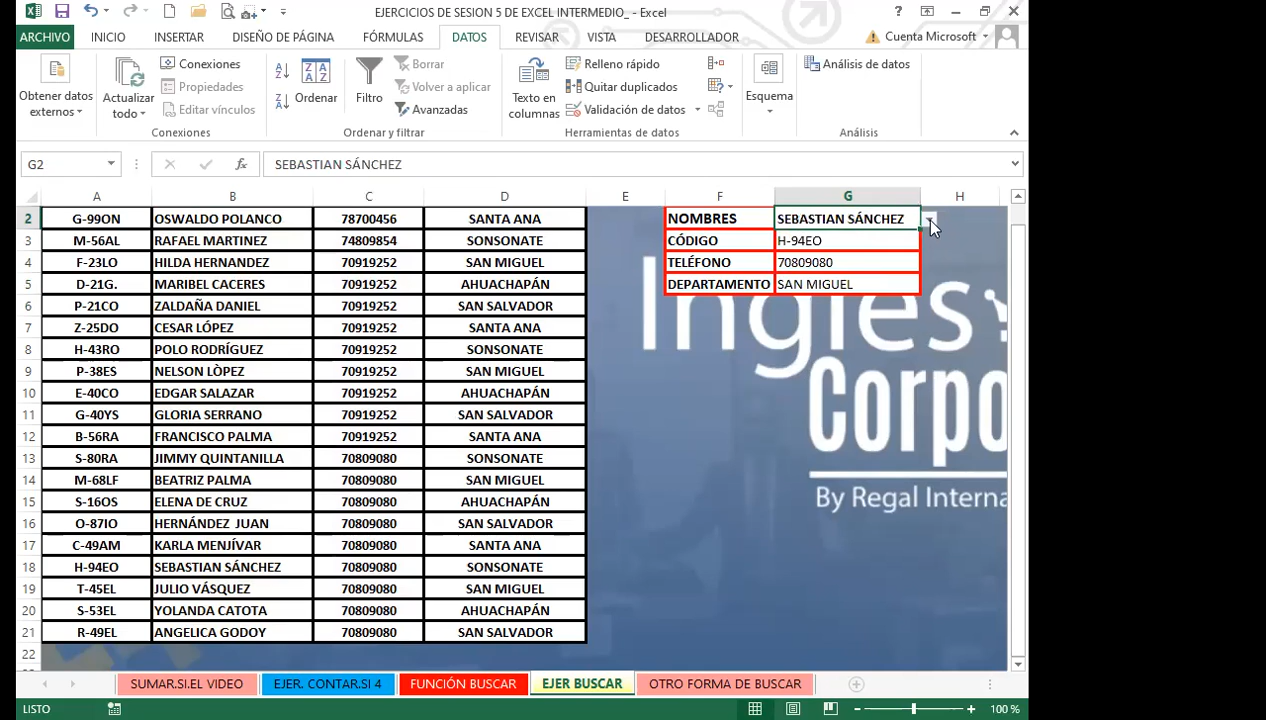 EJERCICIOS DE SESION 5 DE EXCEL INTERMEDIO_ - Excel
ARCHIVO INICIO INSERTAR DISEÑO DE PÁGINA FÓRMULAS DATOS REVISAR VISTA DESARROLLADOR Cuenta Microsoft
Obtener datos externos
Actualizar todo
Conexiones
Propiedades
Editar vínculos
Conexiones
Ordenar
Filtro
Borrar
Volver a aplicar
Avanzadas
Ordenar y filtrar
Texto en columnas
Relleno rápido
Quitar duplicados
Validación de datos
Herramientas de datos
Esquema
Análisis de datos
Análisis
G2 fx SEBASTIAN SÁNCHEZ
A B C D E F G H
2 G-99ON OSWALDO POLANCO 78700456 SANTA ANA NOMBRES SEBASTIAN SÁNCHEZ
3 M-56AL RAFAEL MARTINEZ 74809854 SONSONATE CÓDIGO H-94EO
4 F-23LO HILDA HERNANDEZ 70919252 SAN MIGUEL TELÉFONO 70809080
5 D-21G. MARIBEL CACERES 70919252 AHUACHAPÁN DEPARTAMENTO SAN MIGUEL
6 P-21CO ZALDAÑA DANIEL 70919252 SAN SALVADOR
7 Z-25DO CESAR LÓPEZ 70919252 SANTA ANA
8 H-43RO POLO RODRÍGUEZ 70919252 SONSONATE
9 P-38ES NELSON LÒPEZ 70919252 SAN MIGUEL
10 E-40CO EDGAR SALAZAR 70919252 AHUACHAPÁN
11 G-40YS GLORIA SERRANO 70919252 SAN SALVADOR
12 B-56RA FRANCISCO PALMA 70919252 SANTA ANA
13 S-80RA JIMMY QUINTANILLA 70809080 SONSONATE
14 M-68LF BEATRIZ PALMA 70809080 SAN MIGUEL
15 S-16OS ELENA DE CRUZ 70809080 AHUACHAPÁN
16 O-87IO HERNÁNDEZ JUAN 70809080 SAN SALVADOR
17 C-49AM KARLA MENJÍVAR 70809080 SANTA ANA
18 H-94EO SEBASTIAN SÁNCHEZ 70809080 SONSONATE
19 T-45EL JULIO VÁSQUEZ 70809080 SAN MIGUEL
20 S-53EL YOLANDA CATOTA 70809080 AHUACHAPÁN
21 R-49EL ANGELICA GODOY 70809080 SAN SALVADOR
22
Ingles
Corpo
By Regal Interna
SUMAR.SI.EL VIDEO EJER. CONTAR.SI 4 FUNCIÓN BUSCAR EJER BUSCAR OTRO FORMA DE BUSCAR
LISTO 100 %